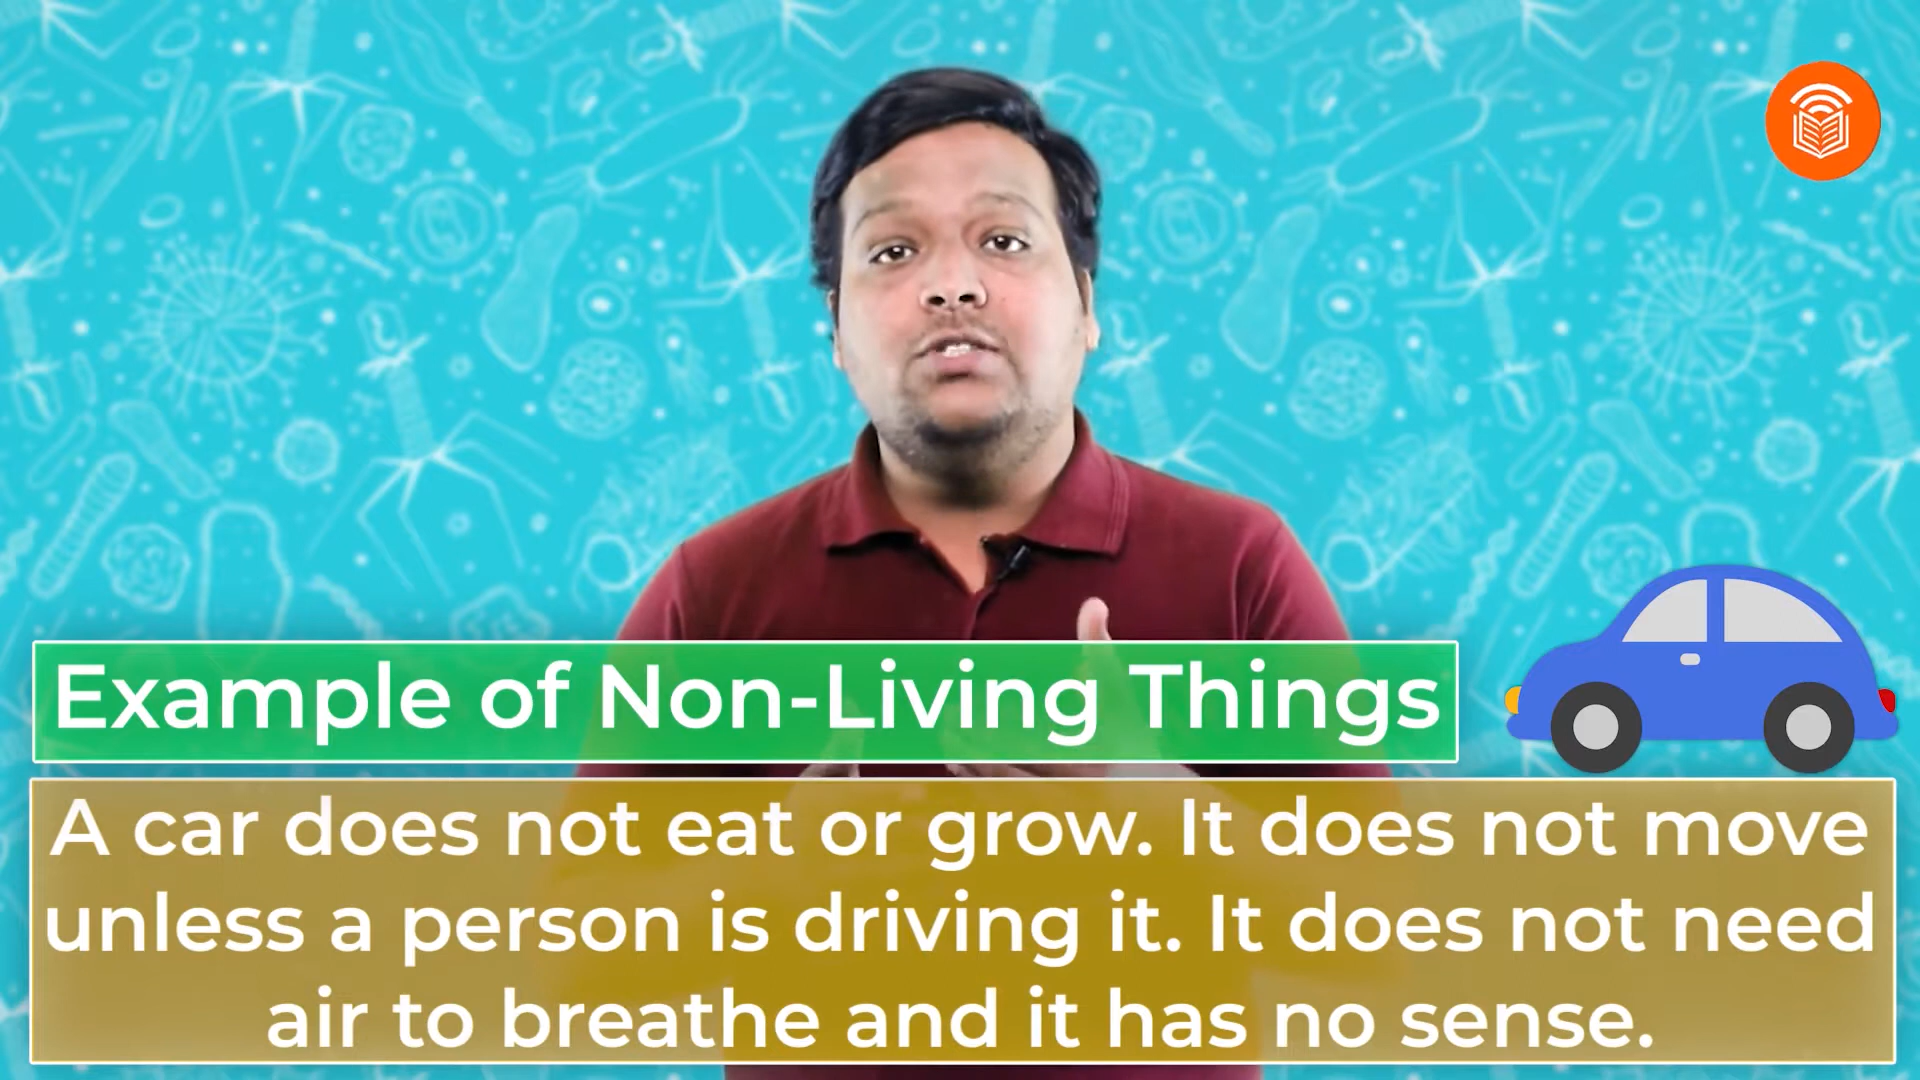 Example of Non-Living Things
A car does not eat or grow. It does not move
unless a person is driving it. It does not need
air to breathe and it has no sense.